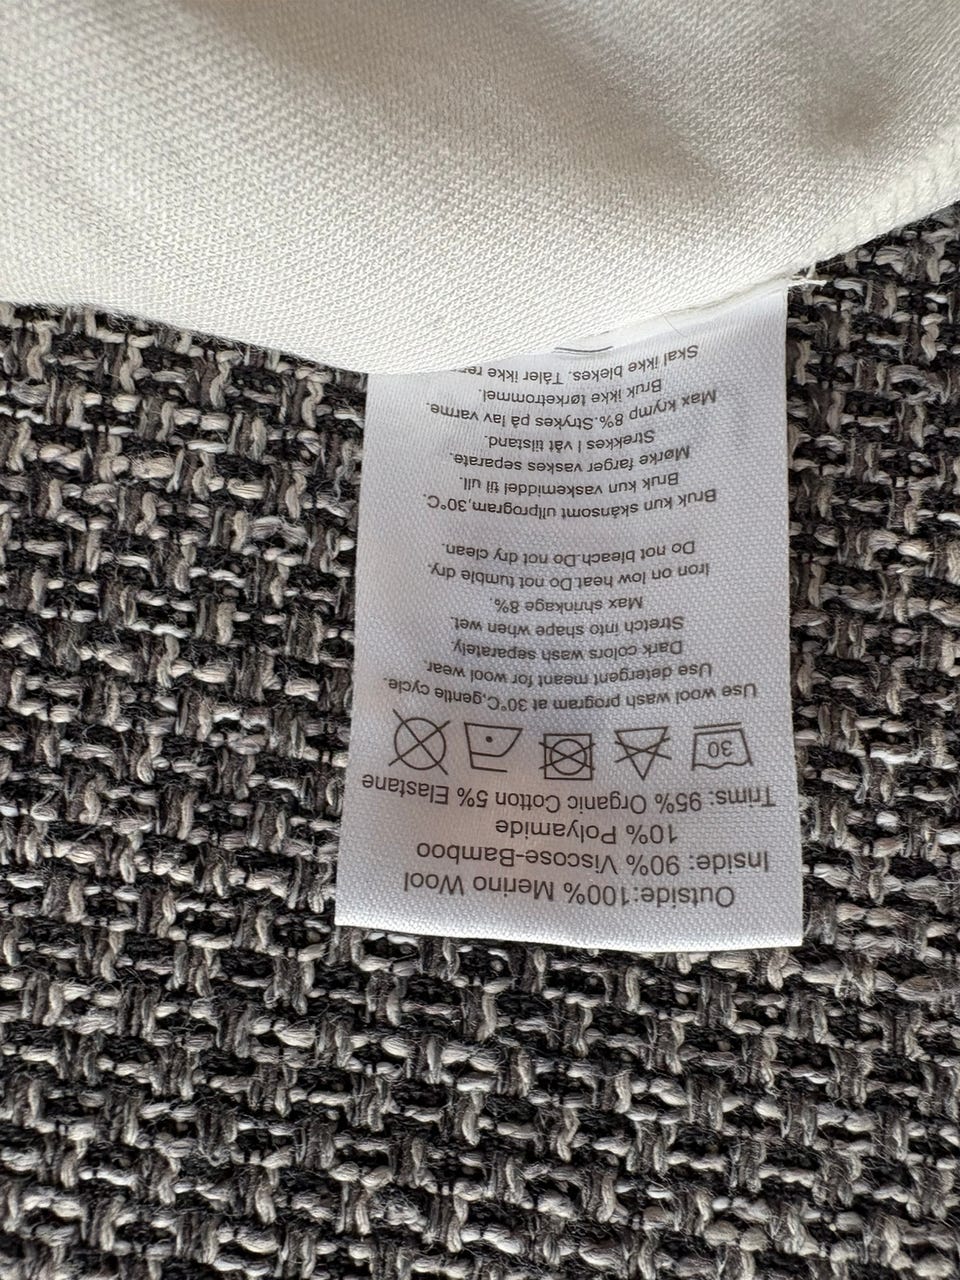 Outside:100% Merino Wool
Inside: 90% Viscose-Bamboo
10% Polyamide
Trims: 95% Organic Cotton 5% Elastane
30
Use wool wash program at 30°C,gentle cycle.
Use detergent meant for wool wear.
Dark colors wash separately.
Stretch into shape when wet.
Max shrinkage 8%.
Iron on low heat.Do not tumble dry.
Do not bleach.Do not dry clean.
Bruk kun skånsomt ullprogram,30°C.
Bruk kun vaskemiddel til ull.
Mørke farger vaskes separate.
Strekkes I våt tilstand.
Max krymp 8%.Strykes på lav varme.
Bruk ikke tørketrommel.
Skal ikke blekes. Tåler ikke